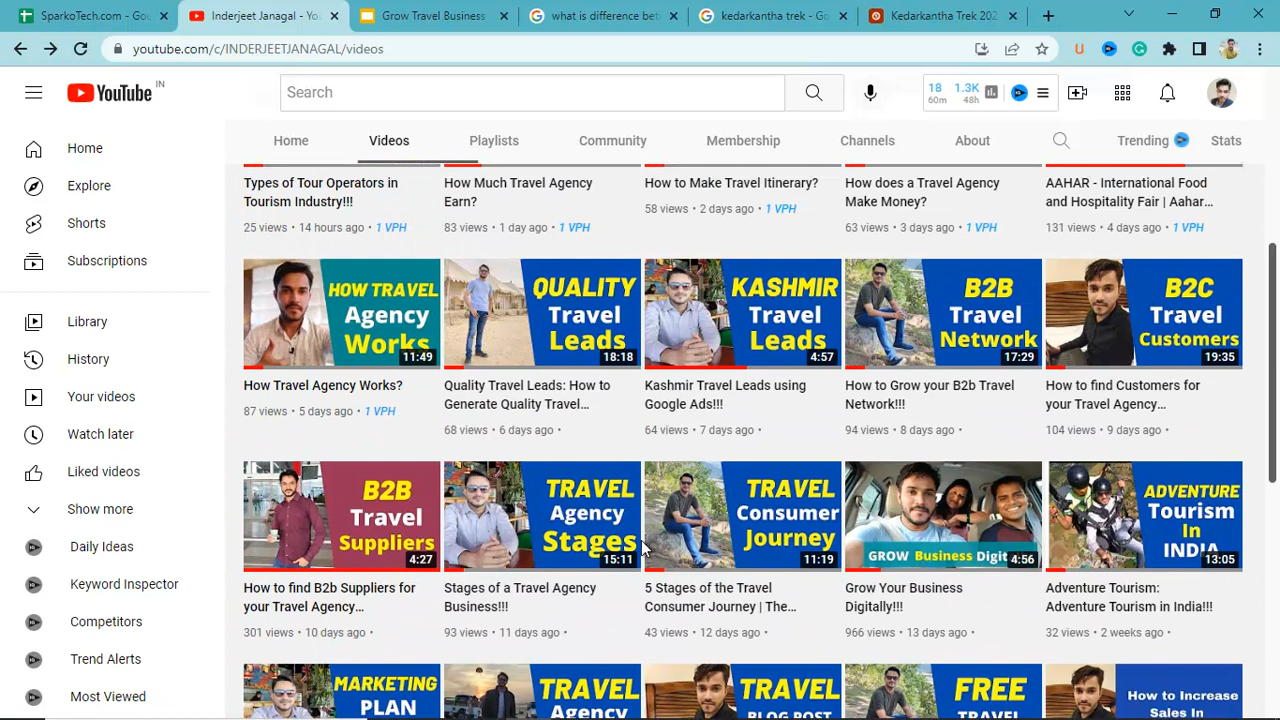 SparkoTech.com - Goo
Inderjeet Janagal - Yo
Grow Travel Business
what is difference bet
kedarkantha trek - Go
Kedarkantha Trek 202
youtube.com/c/INDERJEETJANAGAL/videos
YouTube IN
Search
18 60m 1.3K 48h
Home Videos Playlists Community Membership Channels About Trending Stats
Home
Explore
Shorts
Subscriptions
Library
History
Your videos
Watch later
Liked videos
Show more
Daily Ideas
Keyword Inspector
Competitors
Trend Alerts
Most Viewed
Types of Tour Operators in
Tourism Industry!!!
25 views • 14 hours ago • 1 VPH
How Much Travel Agency
Earn?
83 views • 1 day ago • 1 VPH
How to Make Travel Itinerary?
58 views • 2 days ago • 1 VPH
How does a Travel Agency
Make Money?
63 views • 3 days ago • 1 VPH
AAHAR - International Food
and Hospitality Fair | Aahar...
131 views • 4 days ago • 1 VPH
HOW TRAVEL
Agency
Works
11:49
How Travel Agency Works?
87 views • 5 days ago • 1 VPH
QUALITY
Travel
Leads
18:18
Quality Travel Leads: How to
Generate Quality Travel...
68 views • 6 days ago •
KASHMIR
Travel
Leads
4:57
Kashmir Travel Leads using
Google Ads!!!
64 views • 7 days ago •
B2B
Travel
Network
17:29
How to Grow your B2b Travel
Network!!!
94 views • 8 days ago •
B2C
Travel
Customers
19:35
How to find Customers for
your Travel Agency...
104 views • 9 days ago •
B2B
Travel
Suppliers
4:27
How to find B2b Suppliers for
your Travel Agency...
301 views • 10 days ago •
TRAVEL
Agency
Stages
15:11
Stages of a Travel Agency
Business!!!
93 views • 11 days ago •
TRAVEL
Consumer
Journey
11:19
5 Stages of the Travel
Consumer Journey | The...
43 views • 12 days ago •
GROW Business Digit
4:56
Grow Your Business
Digitally!!!
966 views • 13 days ago •
ADVENTURE
Tourism
In
INDIA
13:05
Adventure Tourism:
Adventure Tourism in India!!!
32 views • 2 weeks ago •
MARKETING
PLAN
TRAVEL
Agency
TRAVEL
BLOG POST
FREE
How to Increase
Sales In